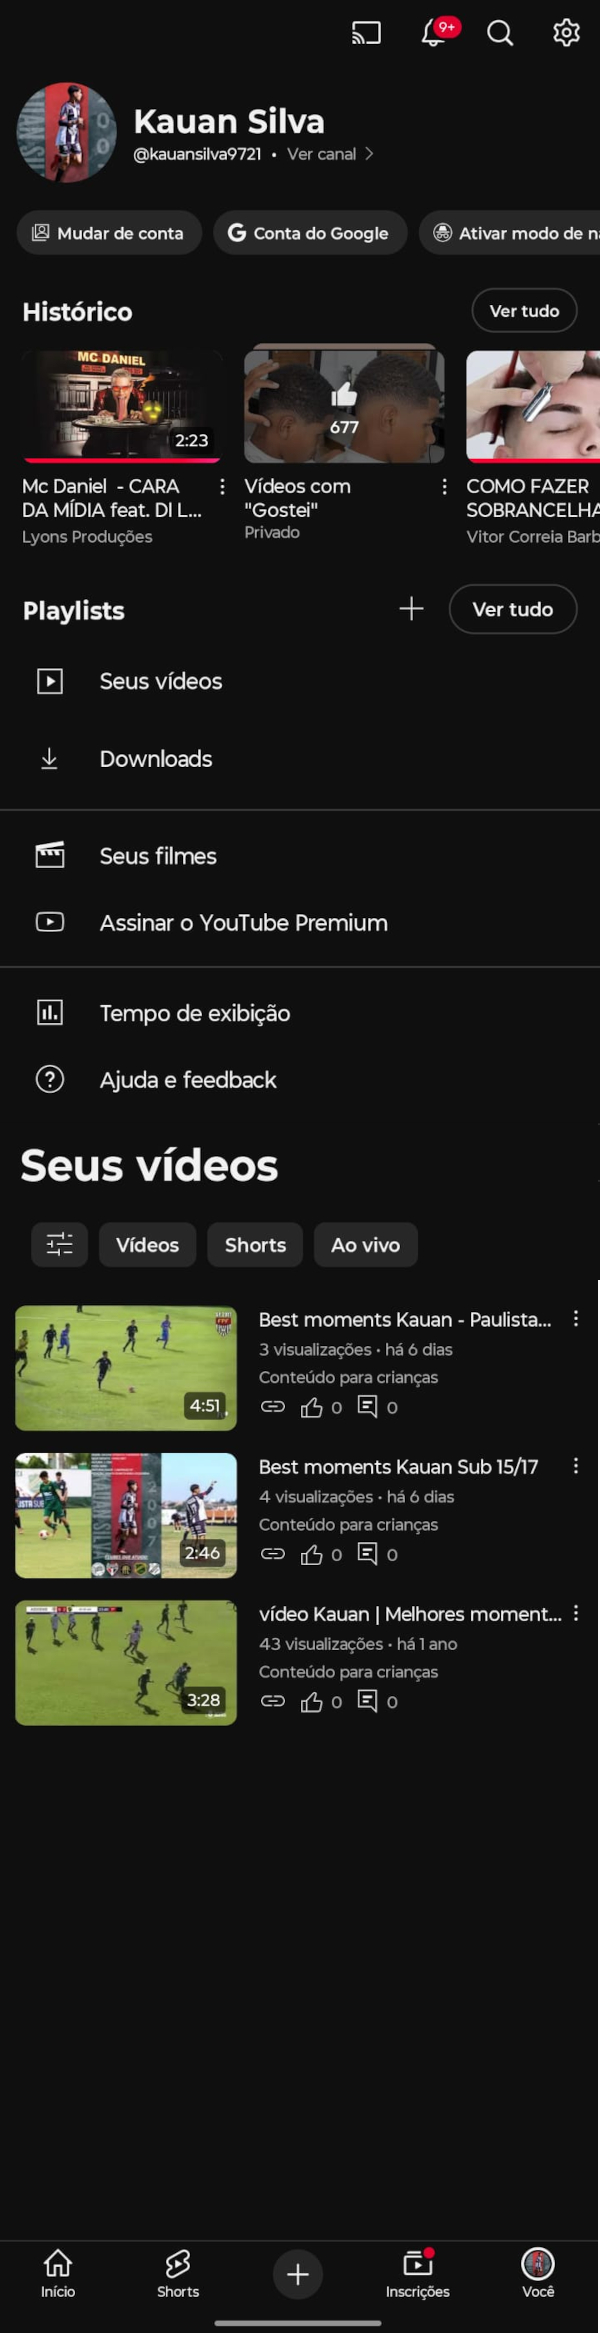 9+
Kauan Silva
@kauansilva9721 • Ver canal
Mudar de conta
Conta do Google
Ativar modo de na
Histórico
Ver tudo
MC DANIEL
2:23
677
Mc Daniel - CARA
DA MÍDIA feat. DI L...
Lyons Produções
Vídeos com
"Gostei"
Privado
COMO FAZER
SOBRANCELHA
Vitor Correia Barb
Playlists
Ver tudo
Seus vídeos
Downloads
Seus filmes
Assinar o YouTube Premium
Tempo de exibição
Ajuda e feedback
Seus vídeos
Vídeos
Shorts
Ao vivo
4:51
Best moments Kauan - Paulista...
3 visualizações • há 6 dias
Conteúdo para crianças
0
0
KAUAN SILVA
2007
2:46
Best moments Kauan Sub 15/17
4 visualizações • há 6 dias
Conteúdo para crianças
0
0
3:28
vídeo Kauan | Melhores moment...
43 visualizações • há 1 ano
Conteúdo para crianças
0
0
Início
Shorts
Inscrições
Você